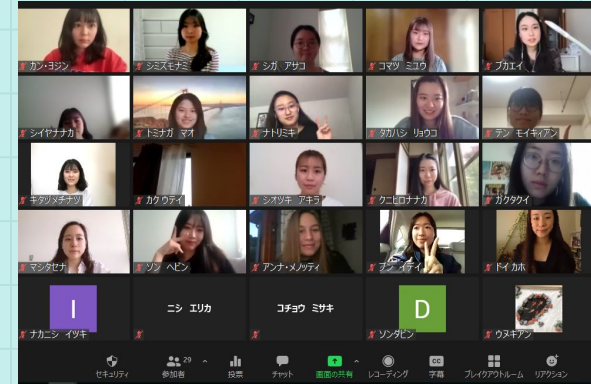 カン・ヨジン
シミズモナミ
シガ アサコ
コマツ ミユウ
ブカエイ
シイヤナナカ
トミナガ マオ
ナトリミキ
タカハシ リョウコ
テン モイキィアン
キタヅメチナツ
カク ウテイ
シオツキ アキラ
クニヒロナナカ
ガクタクイ
マシタセナ
ソン ヘビン
アンナ・メノッティ
ブン イテイ
ドイ カホ
I
ニシ エリカ
コチョウ ミサキ
D
ナカニシ イツキ
ソンダビン
ウヌキアン
29
セキュリティ
参加者
投票
チャット
画面の共有
レコーディング
CC
字幕
ブレイクアウトルーム
リアクション